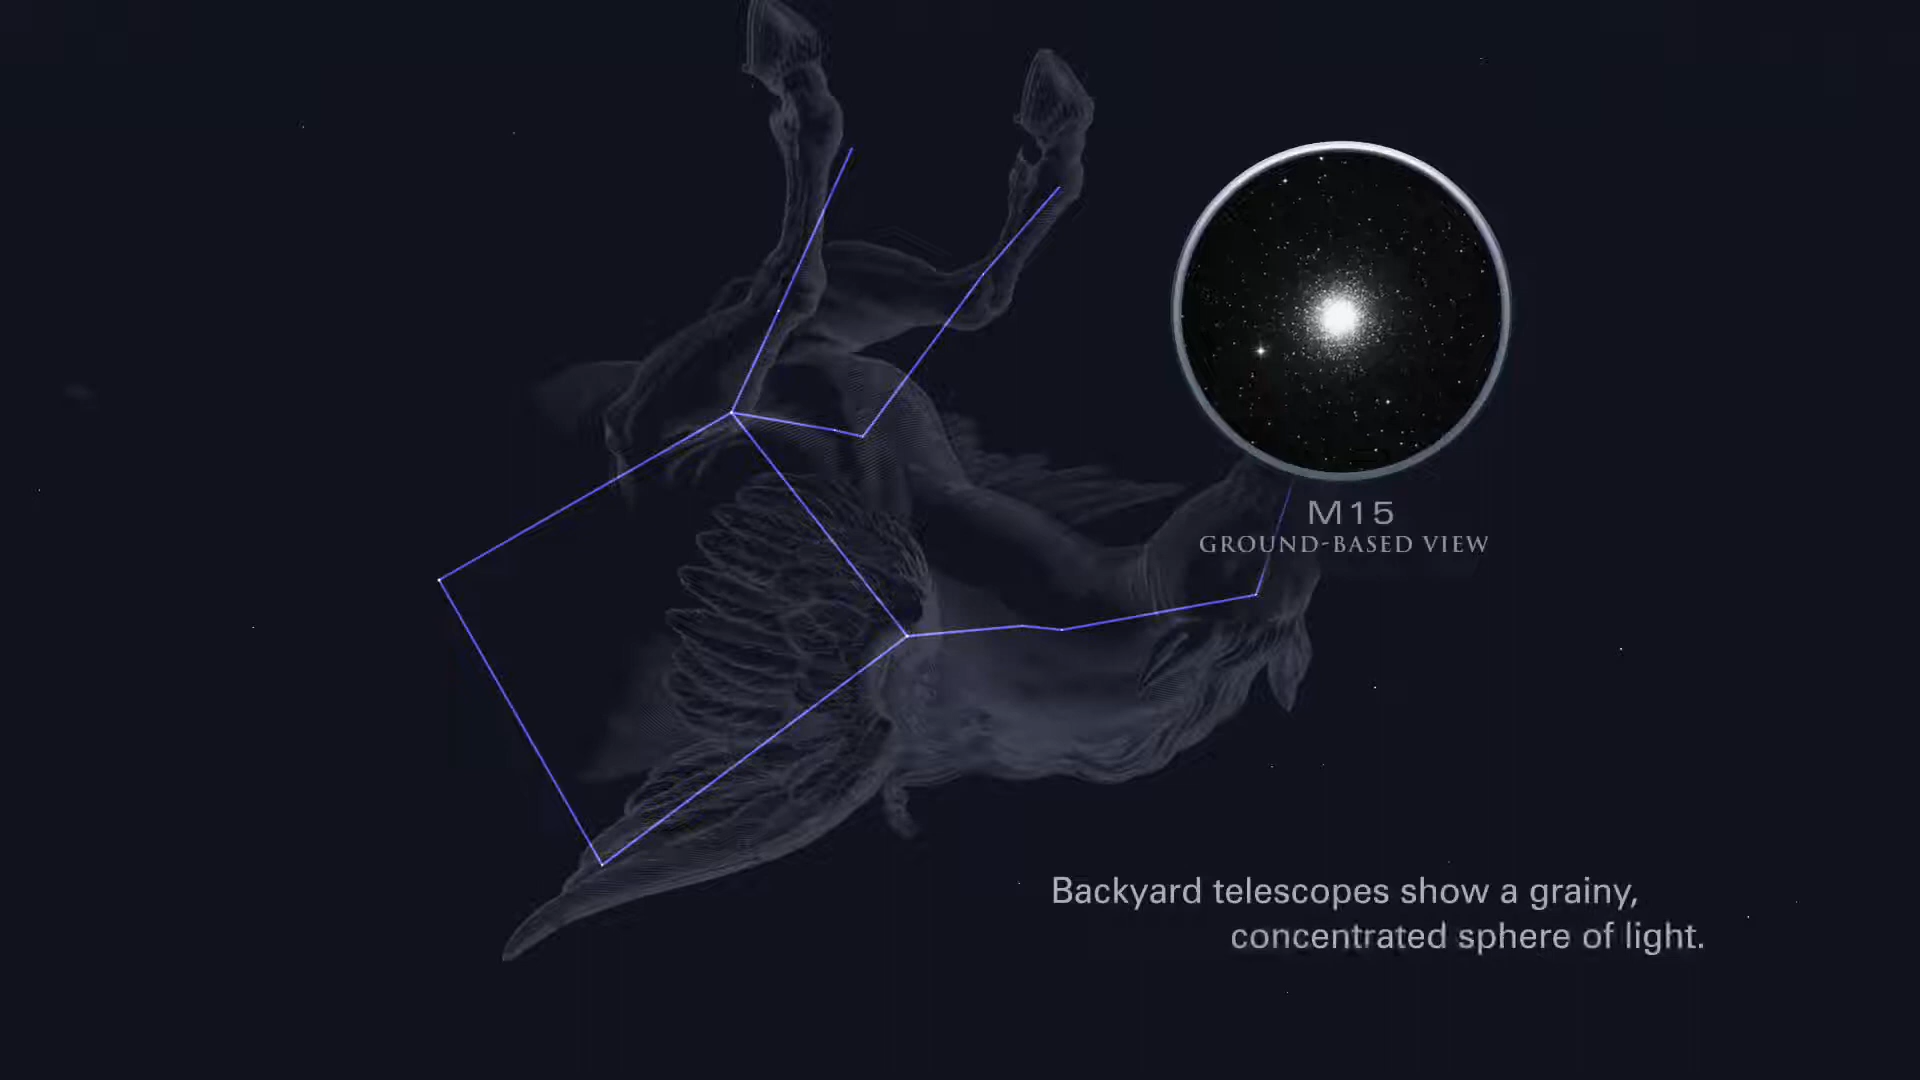 M15
GROUND-BASED VIEW
Backyard telescopes show a grainy,
concentrated sphere of light.